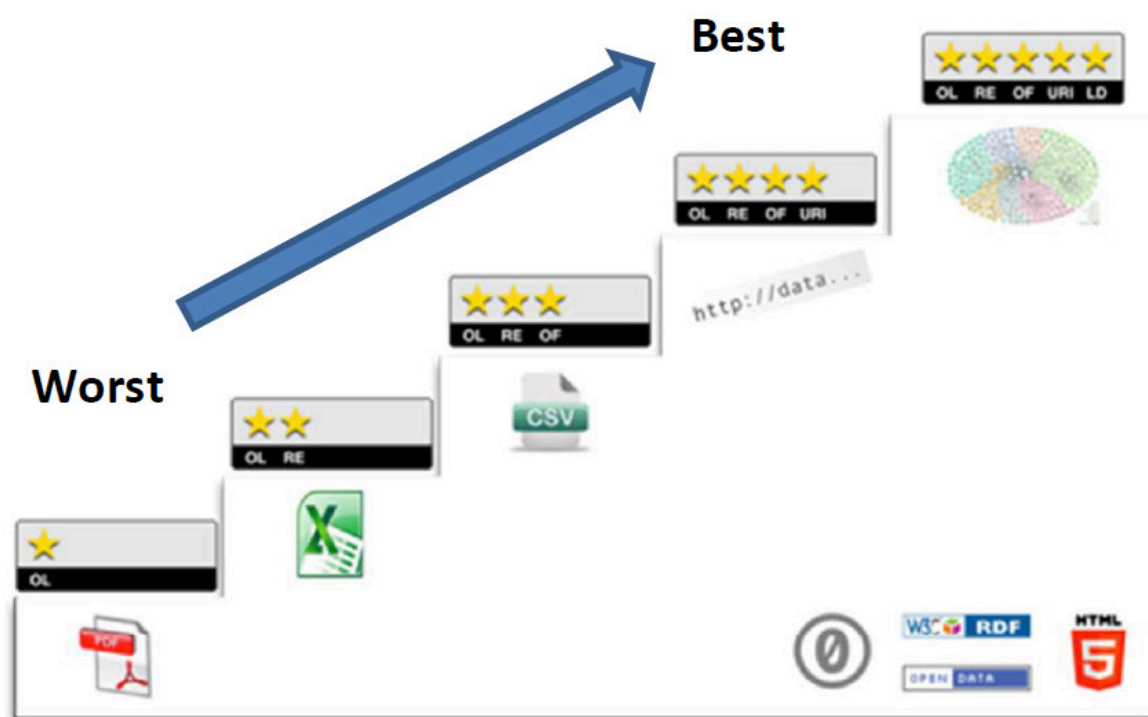 Best
OL RE OF URI LD
OL RE OF URI
http://data...
OL RE OF
Worst
CSV
OL RE
X
OL
PDF
0
W3C RDF
HTML
5
OPEN DATA